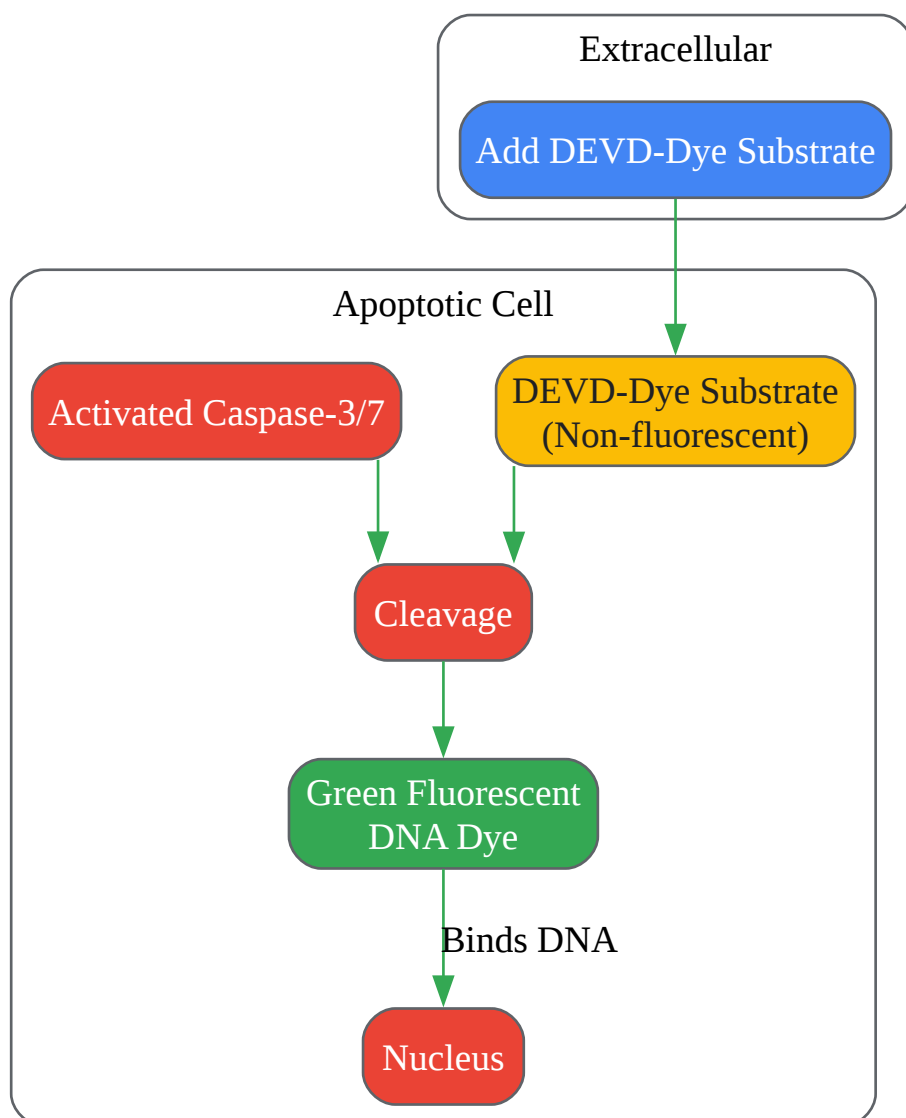 Extracellular
Add DEVD-Dye Substrate
Apoptotic Cell
Activated Caspase-3/7
DEVD-Dye Substrate
(Non-fluorescent)
Cleavage
Green Fluorescent
DNA Dye
Binds DNA
Nucleus